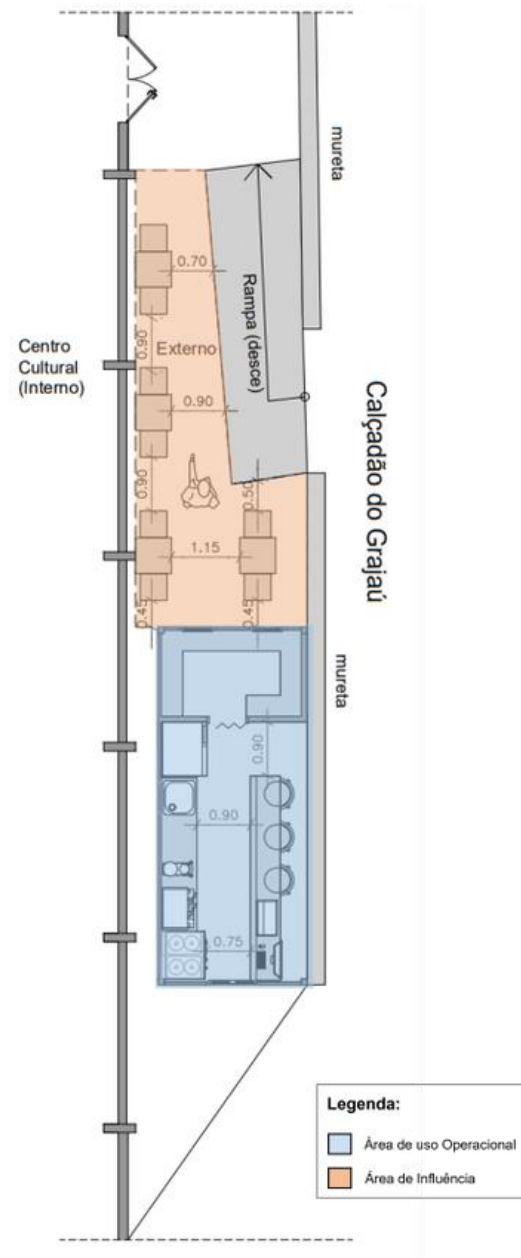 mureta
0.70
Rampa (desce)
Externo
0.90
Centro
Cultural
(Interno)
0.90
Calçadão do Grajaú
0.90
0.50
1.15
0.45
0.45
mureta
0.90
0.90
0.75
Legenda:
Área de uso Operacional
Área de Influência